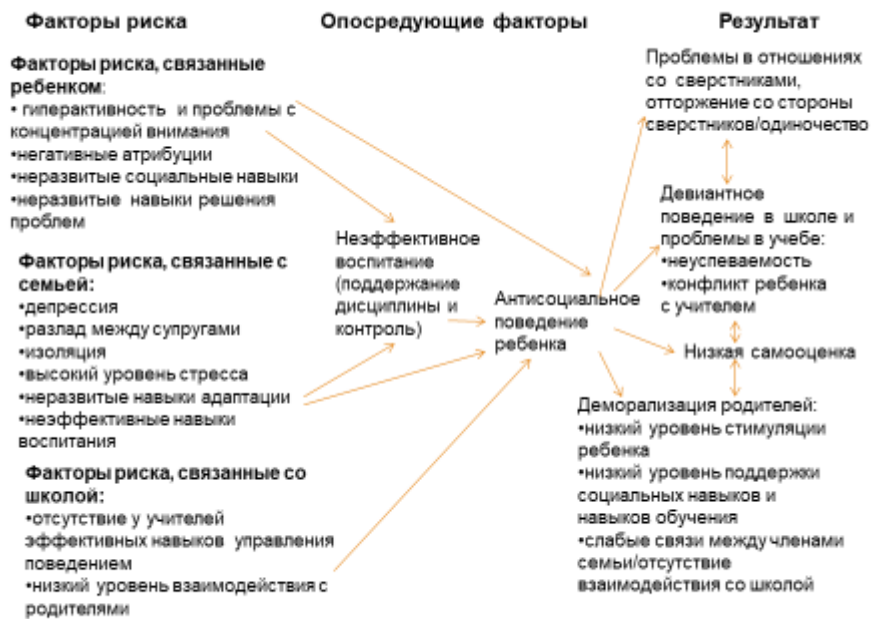 Факторы риска
Опосредующие факторы
Результат
Факторы риска, связанные
ребенком:
• гиперактивность и проблемы с
концентрацией внимания
•негативные атрибуции
•неразвитые социальные навыки
•неразвитые навыки решения
проблем
Факторы риска, связанные с
семьей:
•депрессия
•разлад между супругами
•изоляция
•высокий уровень стресса
•неразвитые навыки адаптации
•неэффективные навыки
воспитания
Факторы риска, связанные со
школой:
•отсутствие у учителей
эффективных навыков управления
поведением
•низкий уровень взаимодействия с
родителями
Неэффективное
воспитание
(поддержание
дисциплины и
контроль)
Антисоциальное
поведение
ребенка
Проблемы в отношениях
со сверстниками,
отторжение со стороны
сверстников/одиночество
Девиантное
поведение в школе и
проблемы в учебе:
•неуспеваемость
•конфликт ребенка
с учителем
Низкая самооценка
Деморализация родителей:
•низкий уровень стимуляции
ребенка
•низкий уровень поддержки
социальных навыков и
навыков обучения
•слабые связи между членами
семьи/отсутствие
взаимодействия со школой